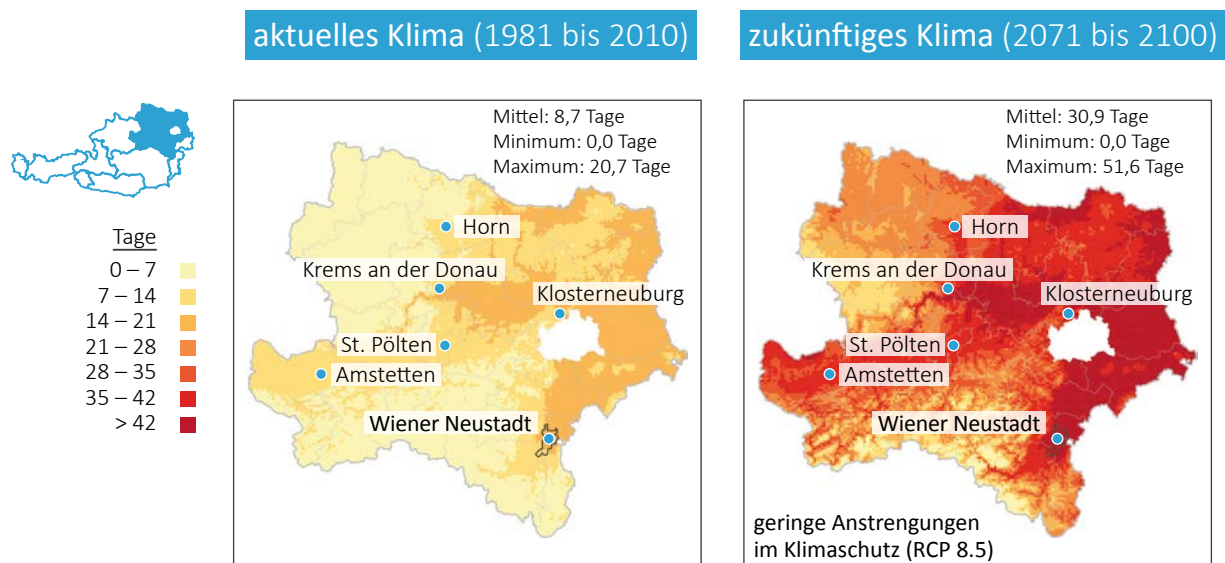 aktuelles Klima (1981 bis 2010)
zukünftiges Klima (2071 bis 2100)
Tage
0 – 7
7 – 14
14 – 21
21 – 28
28 – 35
35 – 42
> 42
Mittel: 8,7 Tage
Minimum: 0,0 Tage
Maximum: 20,7 Tage
Horn
Krems an der Donau
Klosterneuburg
St. Pölten
Amstetten
Wiener Neustadt
Mittel: 30,9 Tage
Minimum: 0,0 Tage
Maximum: 51,6 Tage
Horn
Krems an der Donau
Klosterneuburg
St. Pölten
Amstetten
Wiener Neustadt
geringe Anstrengungen
im Klimaschutz (RCP 8.5)